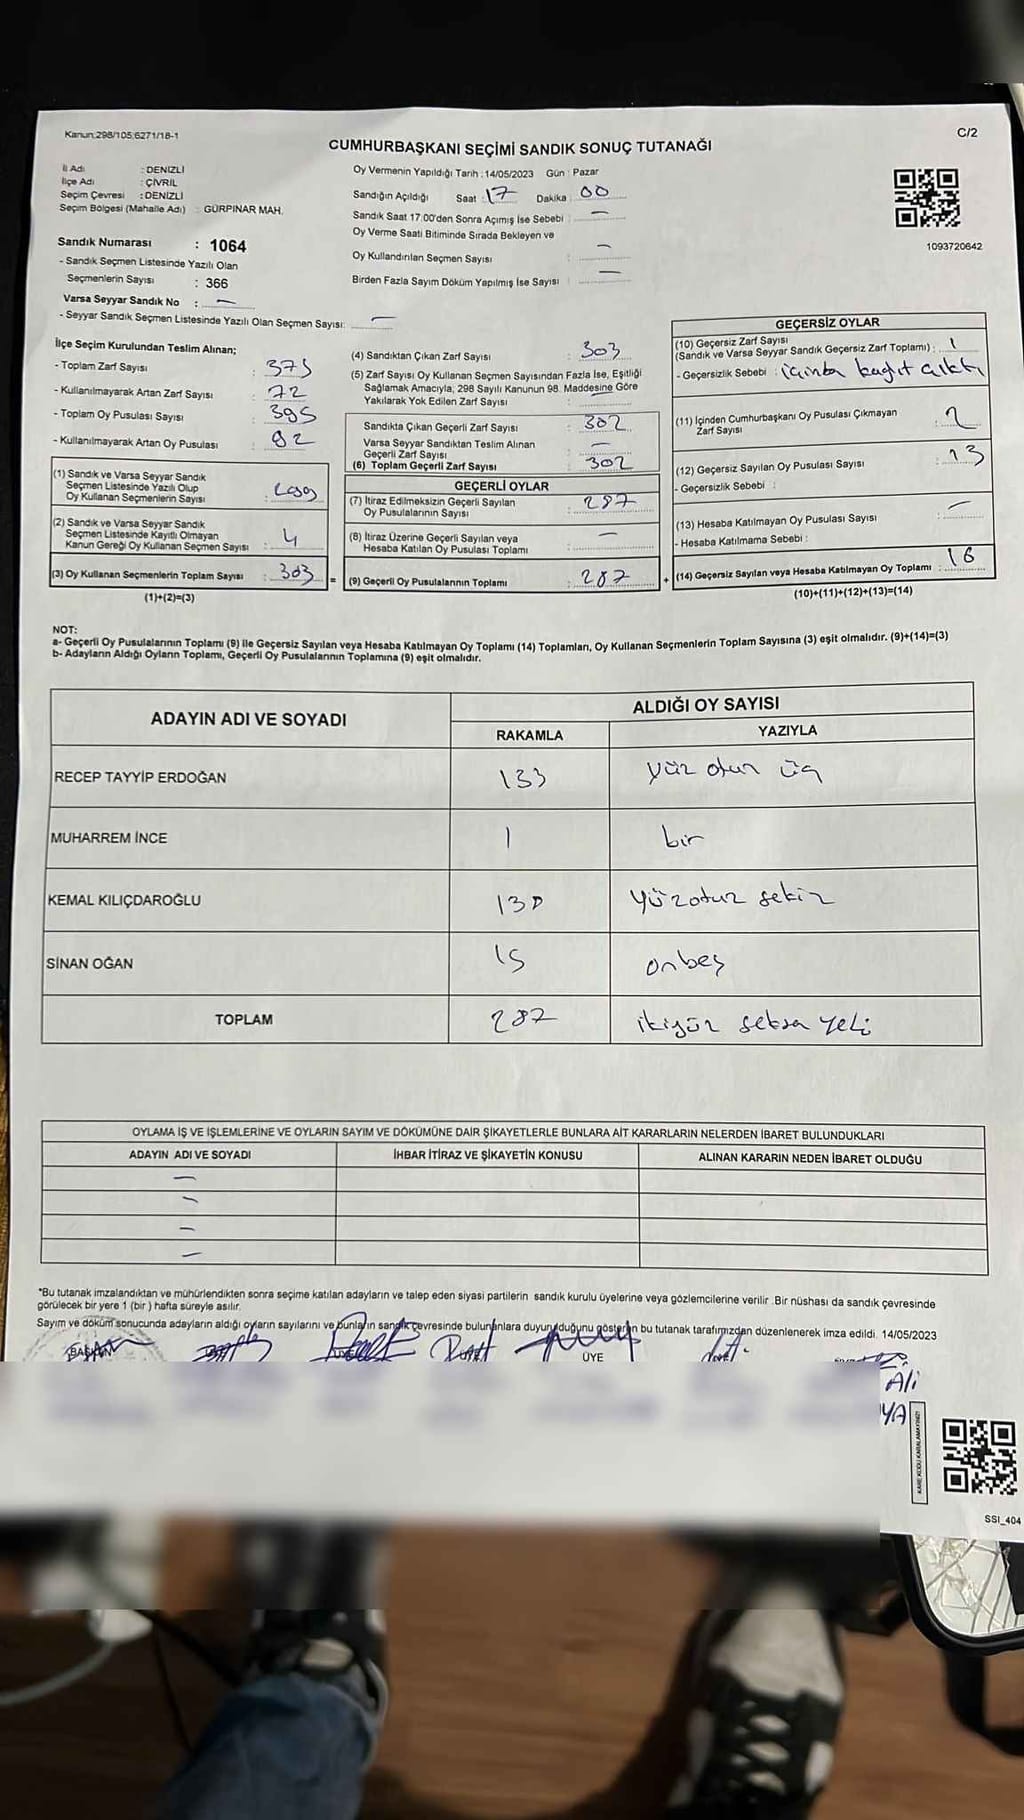 Kanun:298/105;6271/18-1
C/2
CUMHURBAŞKANI SEÇİMİ SANDIK SONUÇ TUTANAĞI
İl Adı : DENİZLİ
İlçe Adı : ÇİVRİL
Seçim Çevresi : DENİZLİ
Seçim Bölgesi (Mahalle Adı) : GÜRPINAR MAH.
Sandık Numarası : 1064
- Sandık Seçmen Listesinde Yazılı Olan
Seçmenlerin Sayısı : 366
Varsa Seyyar Sandık No : —
- Seyyar Sandık Seçmen Listesinde Yazılı Olan Seçmen Sayısı: —
Oy Vermenin Yapıldığı Tarih : 14/05/2023 Gün : Pazar
Sandığın Açıldığı Saat : 17 Dakika : 00
Sandık Saat 17:00'den Sonra Açımış İse Sebebi : —
Oy Verme Saati Bitiminde Sırada Bekleyen ve
Oy Kullandırılan Seçmen Sayısı : —
Birden Fazla Sayım Döküm Yapılmış İse Sayısı : —
1093720642
İlçe Seçim Kurulundan Teslim Alınan;
- Toplam Zarf Sayısı : 375
- Kullanılmayarak Artan Zarf Sayısı : 72
- Toplam Oy Pusulası Sayısı : 395
- Kullanılmayarak Artan Oy Pusulası : 92
(1) Sandık ve Varsa Seyyar Sandık
Seçmen Listesinde Yazılı Olup
Oy Kullanan Seçmenlerin Sayısı :
(2) Sandık ve Varsa Seyyar Sandık
Seçmen Listesinde Kayıtlı Olmayan
Kanun Gereği Oy Kullanan Seçmen Sayısı : 4
(3) Oy Kullanan Seçmenlerin Toplam Sayısı : 303 =
(1)+(2)=(3)
(4) Sandıktan Çıkan Zarf Sayısı : 303
(5) Zarf Sayısı Oy Kullanan Seçmen Sayısından Fazla İse, Eşitliği
Sağlamak Amacıyla, 298 Sayılı Kanunun 98. Maddesine Göre
Yakılarak Yok Edilen Zarf Sayısı :
Sandıkta Çıkan Geçerli Zarf Sayısı : 302
Varsa Seyyar Sandıktan Teslim Alınan
Geçerli Zarf Sayısı : —
(6) Toplam Geçerli Zarf Sayısı : 302
GEÇERLİ OYLAR
(7) İtiraz Edilmeksizin Geçerli Sayılan
Oy Pusulalarının Sayısı : 287
(8) İtiraz Üzerine Geçerli Sayılan veya
Hesaba Katılan Oy Pusulası Toplamı : —
(9) Geçerli Oy Pusulalarının Toplamı : 287 +
GEÇERSİZ OYLAR
(10) Geçersiz Zarf Sayısı
(Sandık ve Varsa Seyyar Sandık Geçersiz Zarf Toplamı) : 1
- Geçersizlik Sebebi : içinba kağıt çıktı
(11) İçinden Cumhurbaşkanı Oy Pusulası Çıkmayan
Zarf Sayısı : 2
(12) Geçersiz Sayılan Oy Pusulası Sayısı : 13
- Geçersizlik Sebebi :
(13) Hesaba Katılmayan Oy Pusulası Sayısı : —
- Hesaba Katılmama Sebebi :
(14) Geçersiz Sayılan veya Hesaba Katılmayan Oy Toplamı : 16
(10)+(11)+(12)+(13)=(14)
NOT:
a- Geçerli Oy Pusulalarının Toplamı (9) ile Geçersiz Sayılan veya Hesaba Katılmayan Oy Toplamı (14) Toplamları, Oy Kullanan Seçmenlerin Toplam Sayısına (3) eşit olmalıdır. (9)+(14)=(3)
b- Adayların Aldığı Oyların Toplamı, Geçerli Oy Pusulalarının Toplamına (9) eşit olmalıdır.
ADAYIN ADI VE SOYADI
ALDIĞI OY SAYISI
RAKAMLA YAZIYLA
RECEP TAYYİP ERDOĞAN 133 yüz otuz üç
MUHARREM İNCE 1 bir
KEMAL KILIÇDAROĞLU 138 yüzotuz sekiz
SİNAN OĞAN 15 onbeş
TOPLAM 287 ikiyüz seksen yedi
OYLAMA İŞ VE İŞLEMLERİNE VE OYLARIN SAYIM VE DÖKÜMÜNE DAİR ŞİKAYETLERLE BUNLARA AİT KARARLARIN NELERDEN İBARET BULUNDUKLARI
ADAYIN ADI VE SOYADI İHBAR İTİRAZ VE ŞİKAYETİN KONUSU ALINAN KARARIN NEDEN İBARET OLDUĞU
—
—
—
—
*Bu tutanak imzalandıktan ve mühürlendikten sonra seçime katılan adayların ve talep eden siyasi partilerin sandık kurulu üyelerine veya gözlemcilerine verilir .Bir nüshası da sandık çevresinde
görülecek bir yere 1 (bir ) hafta süreyle asılır.
Sayım ve döküm sonucunda adayların aldığı oyların sayılarını ve bunların sandık çevresinde bulunanlara duyurulduğunu gösteren bu tutanak tarafımızdan düzenlenerek imza edildi. 14/05/2023
BAŞKAN
ÜYE
Ali
YA
KARE KODU KARALAMAYINIZ!
SSI_404